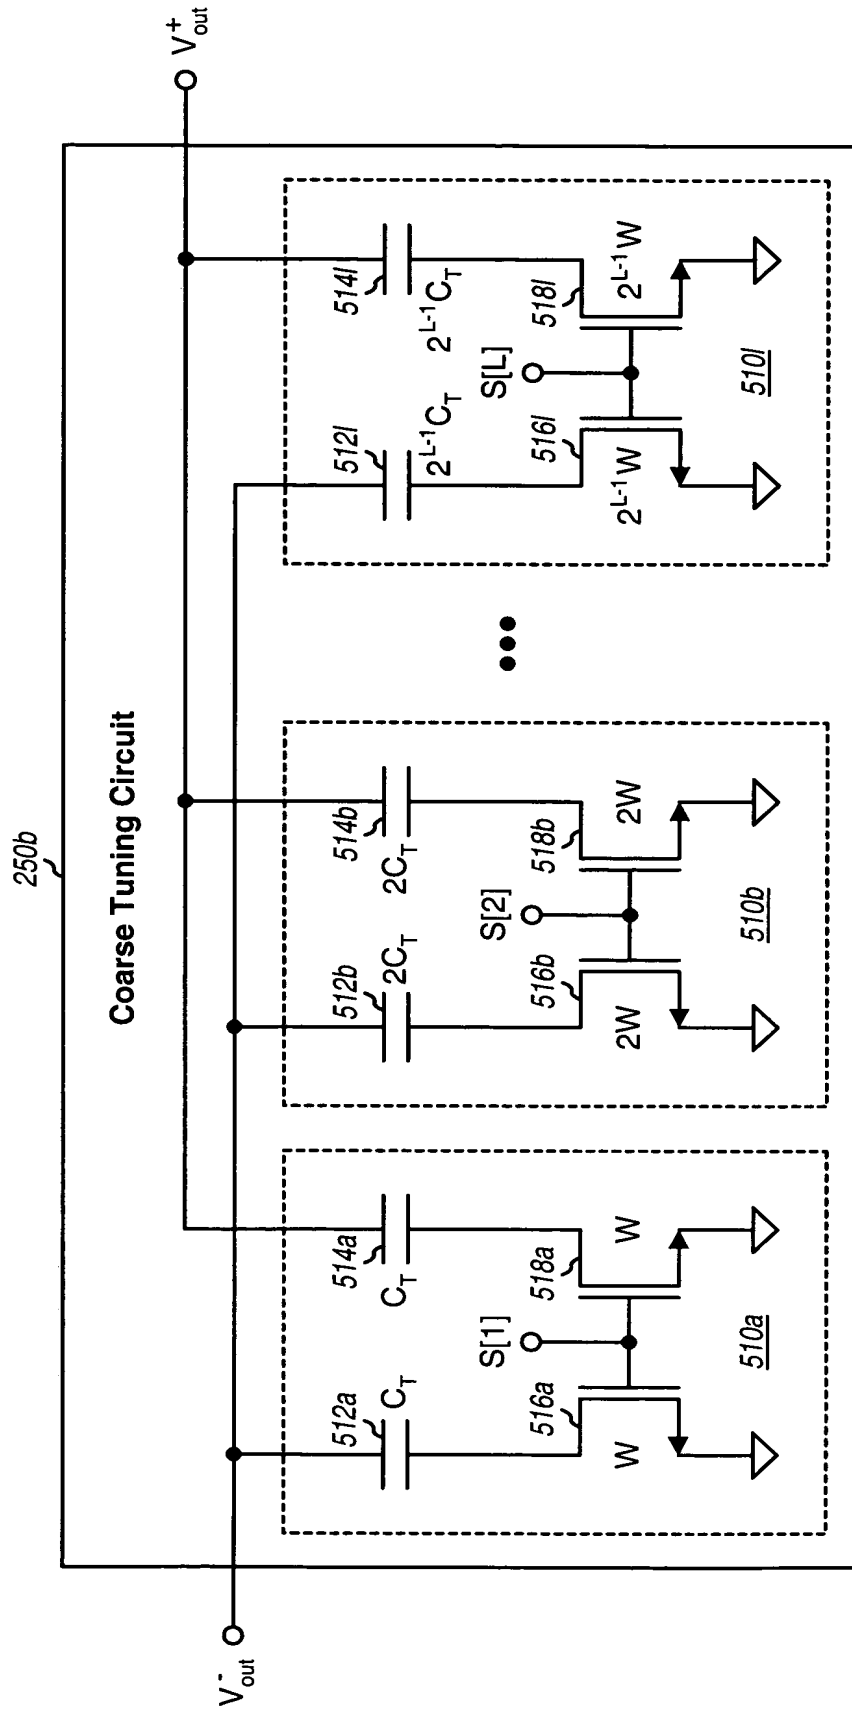 250b
Coarse Tuning Circuit
V⁻out
V⁺out
512a
C_T
514a
C_T
S[1]
516a
W
518a
W
510a
512b
2C_T
514b
2C_T
S[2]
516b
2W
518b
2W
510b
512l
2^{L-1}C_T
514l
2^{L-1}C_T
S[L]
516l
2^{L-1}W
518l
2^{L-1}W
510l